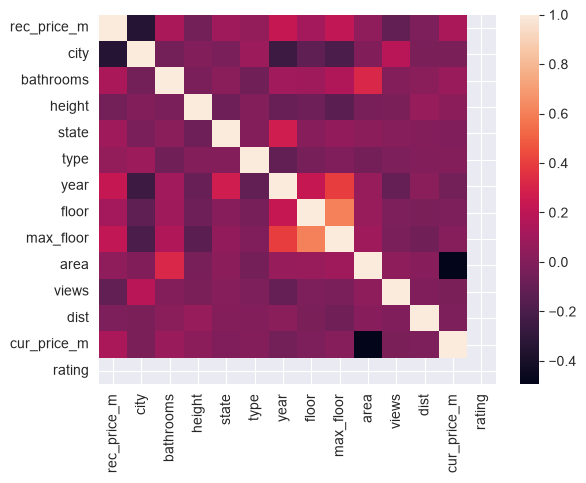 rec_price_m
city
bathrooms
height
state
type
year
floor
max_floor
area
views
dist
cur_price_m
rating
rec_price_m
city
bathrooms
height
state
type
year
floor
max_floor
area
views
dist
cur_price_m
rating
1.0
0.8
0.6
0.4
0.2
0.0
−0.2
−0.4